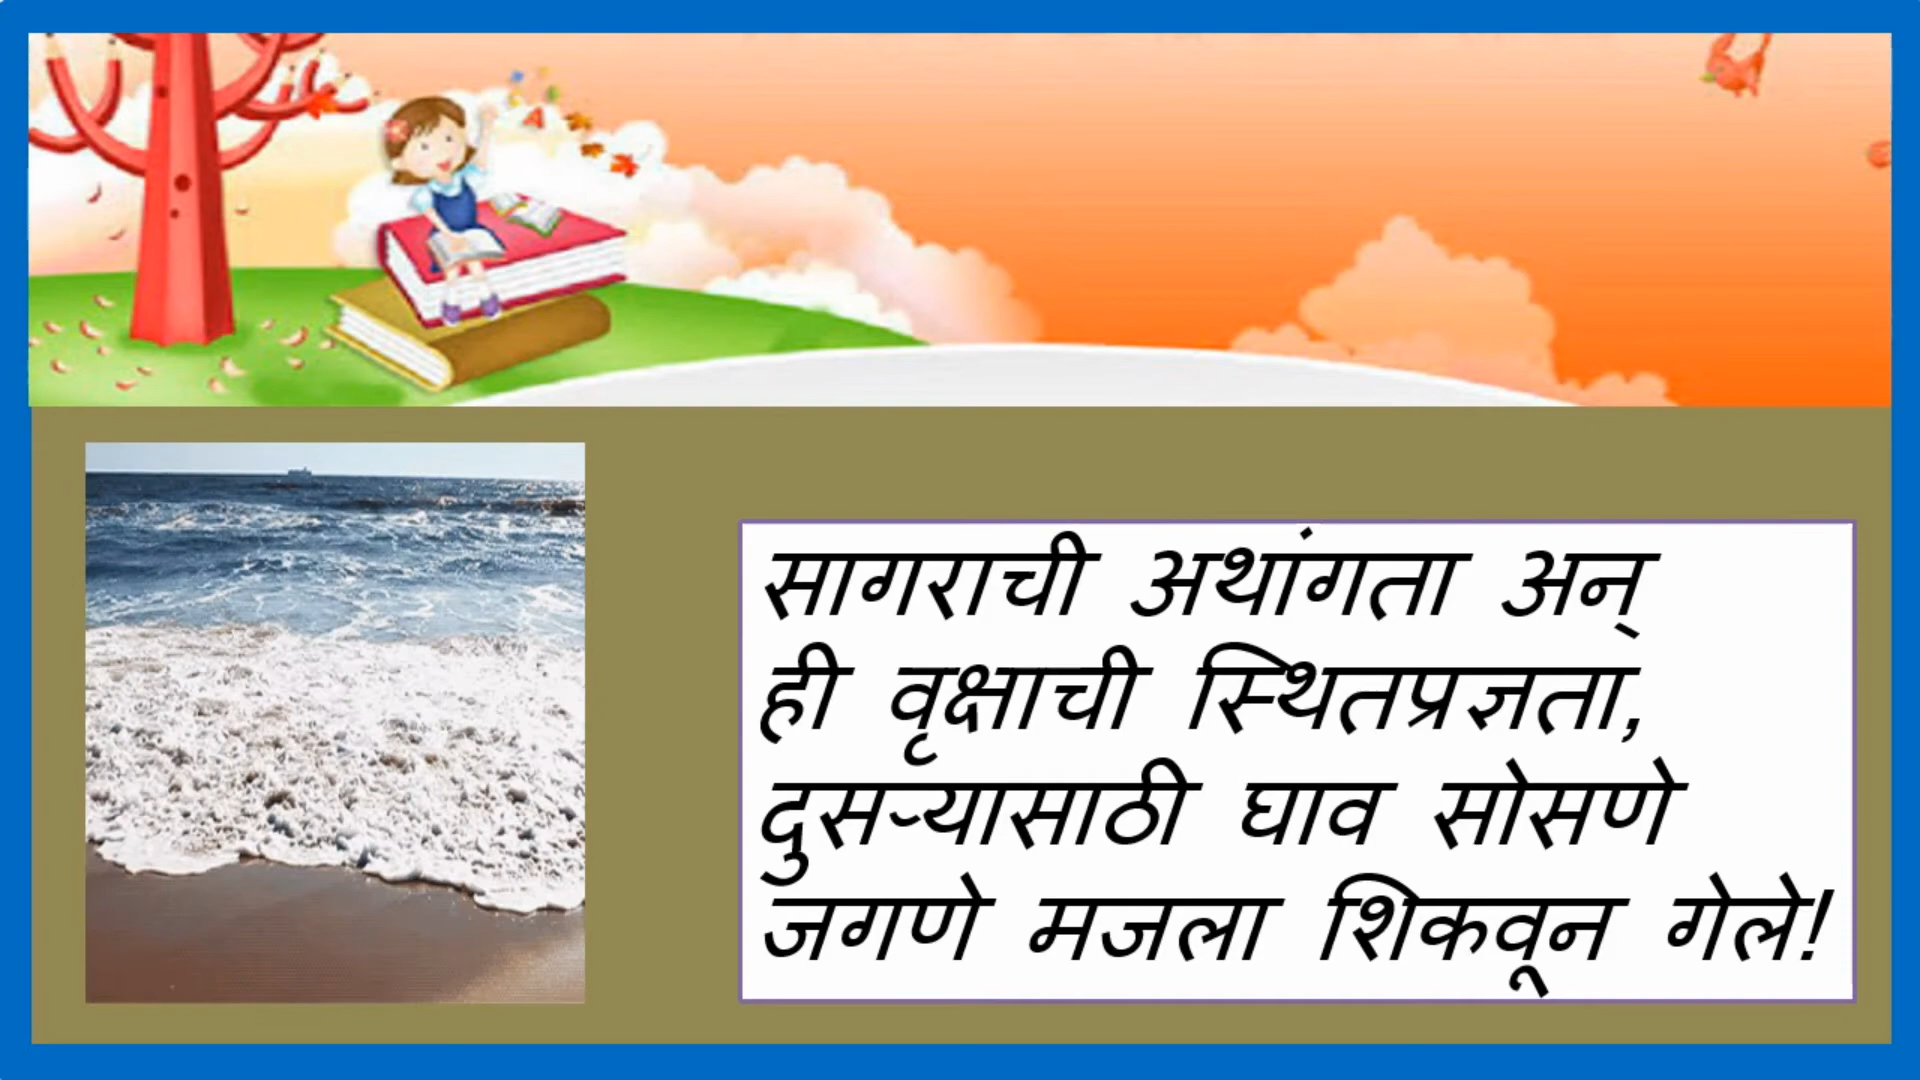 सागराची अथांगता अन्
ही वृक्षाची स्थितप्रज्ञता,
दुसऱ्यासाठी घाव सोसणे
जगणे मजला शिकवून गेले!